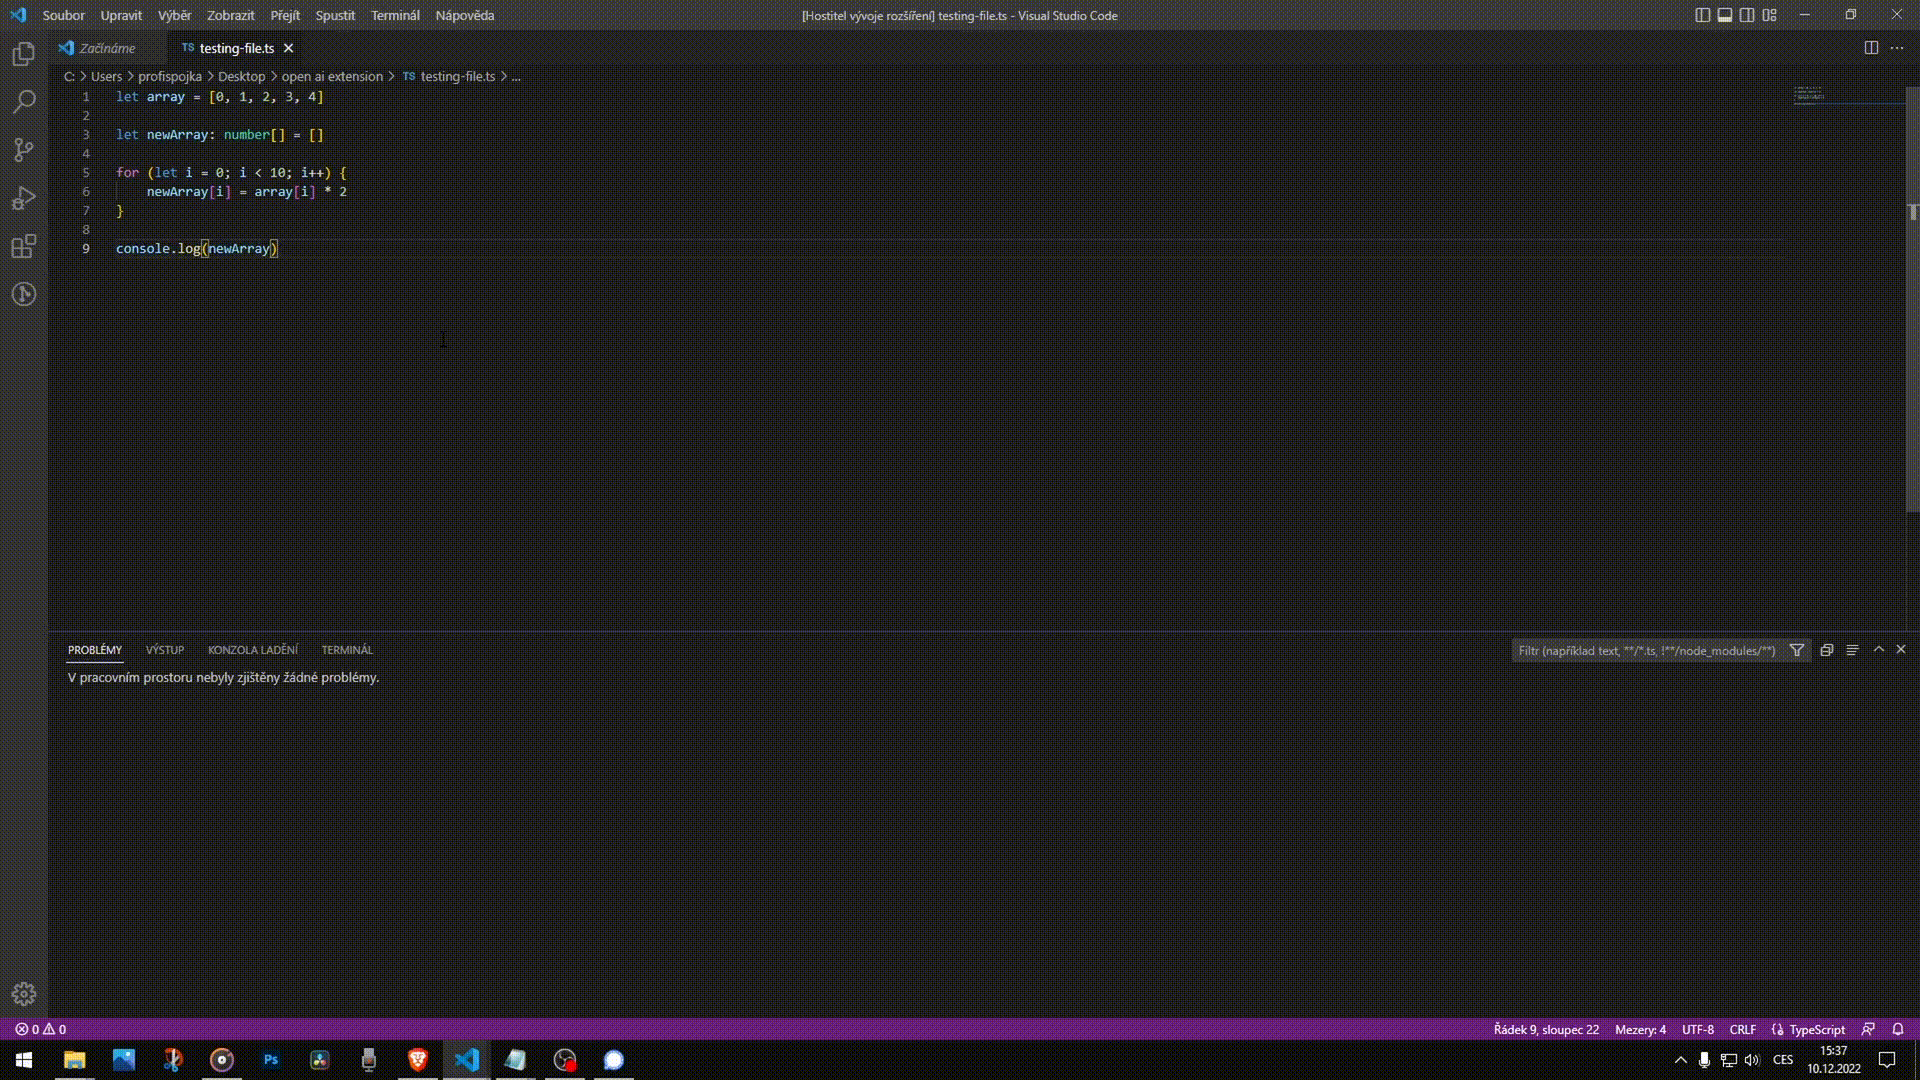 Soubor Upravit Výběr Zobrazit Přejít Spustit Terminál Nápověda
[Hostitel vývoje rozšíření] testing-file.ts - Visual Studio Code
Začínáme
TS testing-file.ts
C: > Users > profispojka > Desktop > open ai extension > TS testing-file.ts > ...
1 let array = [0, 1, 2, 3, 4]
2
3 let newArray: number[] = []
4
5 for (let i = 0; i < 10; i++) {
6 newArray[i] = array[i] * 2
7 }
8
9 console.log(newArray)
PROBLÉMY VÝSTUP KONZOLA LADĚNÍ TERMINÁL
Filtr (například text, **/*.ts, !**/node_modules/**)
V pracovním prostoru nebyly zjištěny žádné problémy.
0 0
Řádek 9, sloupec 22 Mezery: 4 UTF-8 CRLF TypeScript
Ps
CES
15:37
10.12.2022